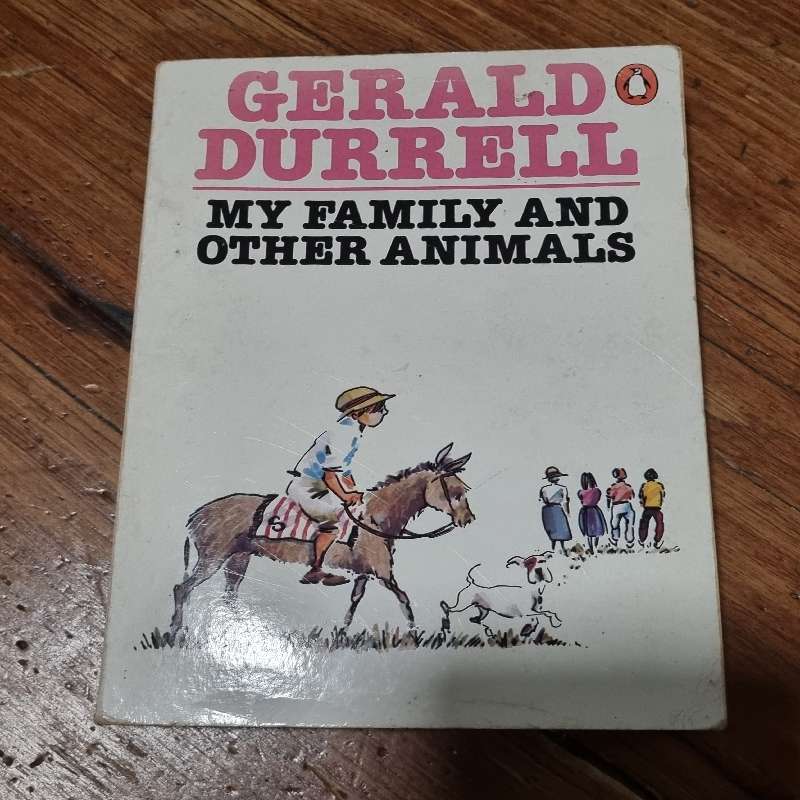 GERALD
DURRELL
MY FAMILY AND
OTHER ANIMALS